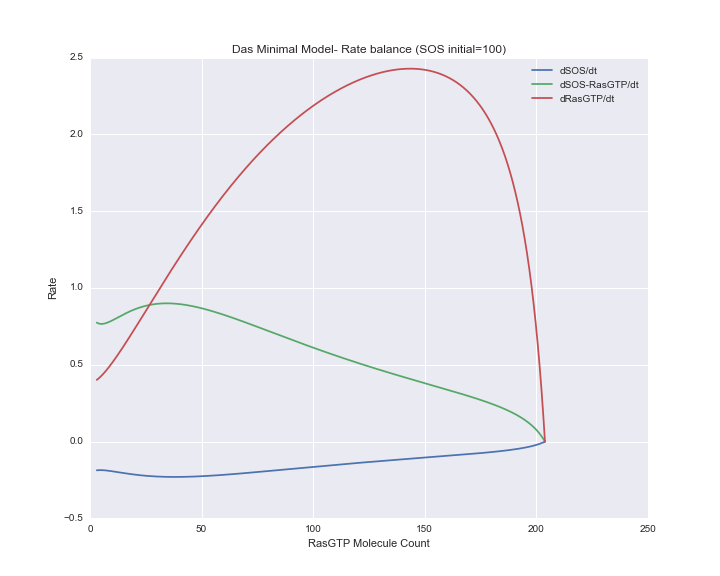 Das Minimal Model- Rate balance (SOS initial=100)
2.5
2.0
1.5
1.0
0.5
0.0
−0.5
Rate
dSOS/dt
dSOS-RasGTP/dt
dRasGTP/dt
0 50 100 150 200 250
RasGTP Molecule Count